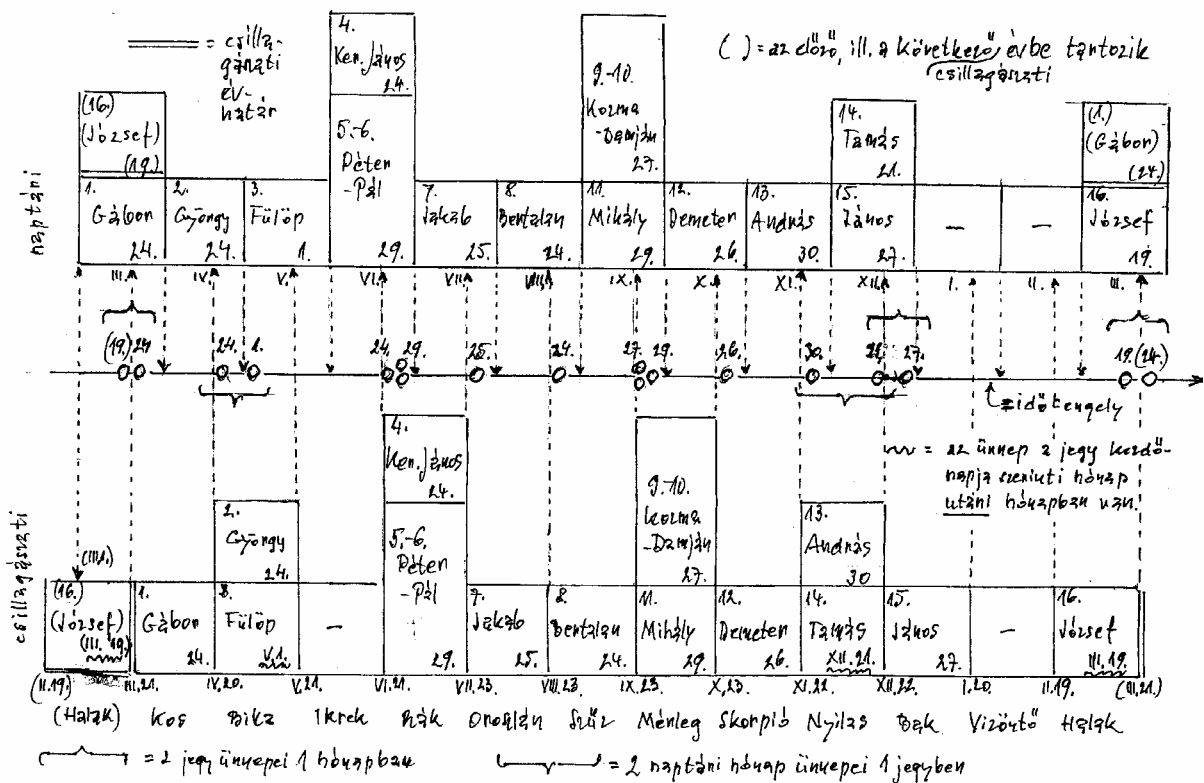 = csilla-
gászati
év-
határ
( ) = az előző, ill. a következő évbe tartozik
csillagászati
naptári
(16.)
(József)
(19.)
1.
Gábor
24.
2.
György
24.
3.
Fülöp
1.
4.
Ker. János
24.
5.-6.
Péter
-Pál
29.
7.
Jakab
25.
8.
Bertalan
24.
9.-10.
Kozma
-Damján
27.
11.
Mihály
29.
12.
Demeter
26.
13.
András
30.
14.
Tamás
21.
15.
János
27.
–
–
(1.)
(Gábor)
(24.)
16.
József
19.
III. IV. V. VI. VII. VIII. IX. X. XI. XII. I. II. III.
(19.) 24. 24. 1. 24. 29. 25. 24. 27. 29. 26. 30. 21. 27. 19. (24.)
= időtengely
= az ünnep a jegy kezdő-
napja szerinti hónap
utáni hónapban van.
csillagászati
(16.)
(József)
(III. 19.)
1.
Gábor
24.
2.
György
24.
3.
Fülöp
V.1.
–
4.
Ker. János
24.
5.-6.
Péter
-Pál
29.
7.
Jakab
25.
8.
Bertalan
24.
9.-10.
Kozma
-Damján
27.
11.
Mihály
29.
12.
Demeter
26.
13.
András
30
14.
Tamás
XII.21.
15.
János
27.
–
16.
József
III.19.
(II.19.) III.21. IV.20. V.21. VI.21. VII.23. VIII.23. IX.23. X.23. XI.22. XII.22. I.20. II.19. (III.21.)
(Halak) Kos Bika Ikrek Rák Oroszlán Szűz Mérleg Skorpió Nyilas Bak Vízöntő Halak
= 2 jegy ünnepei 1 hónapban
= 2 naptári hónap ünnepei 1 jegyben